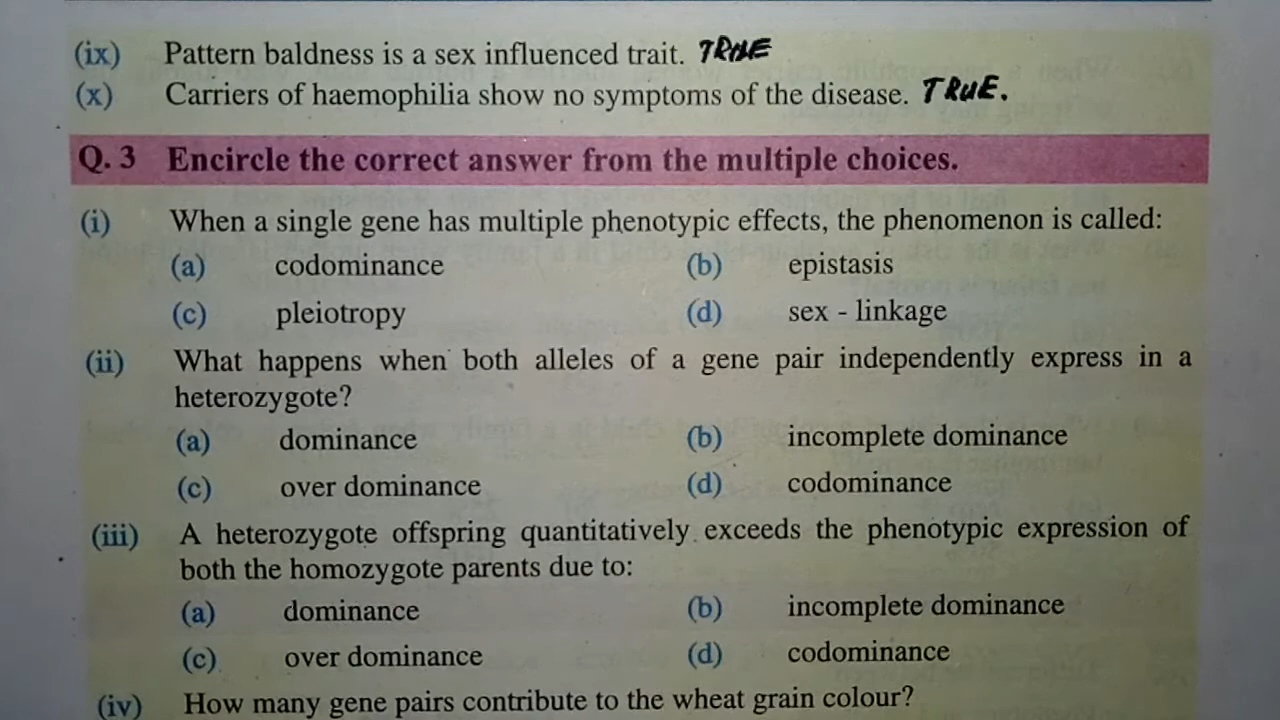 (ix) Pattern baldness is a sex influenced trait. TRUE
(x) Carriers of haemophilia show no symptoms of the disease. TRUE.
Q. 3 Encircle the correct answer from the multiple choices.
(i) When a single gene has multiple phenotypic effects, the phenomenon is called:
(a) codominance (b) epistasis
(c) pleiotropy (d) sex - linkage
(ii) What happens when both alleles of a gene pair independently express in a
heterozygote?
(a) dominance (b) incomplete dominance
(c) over dominance (d) codominance
(iii) A heterozygote offspring quantitatively exceeds the phenotypic expression of
both the homozygote parents due to:
(a) dominance (b) incomplete dominance
(c) over dominance (d) codominance
(iv) How many gene pairs contribute to the wheat grain colour?